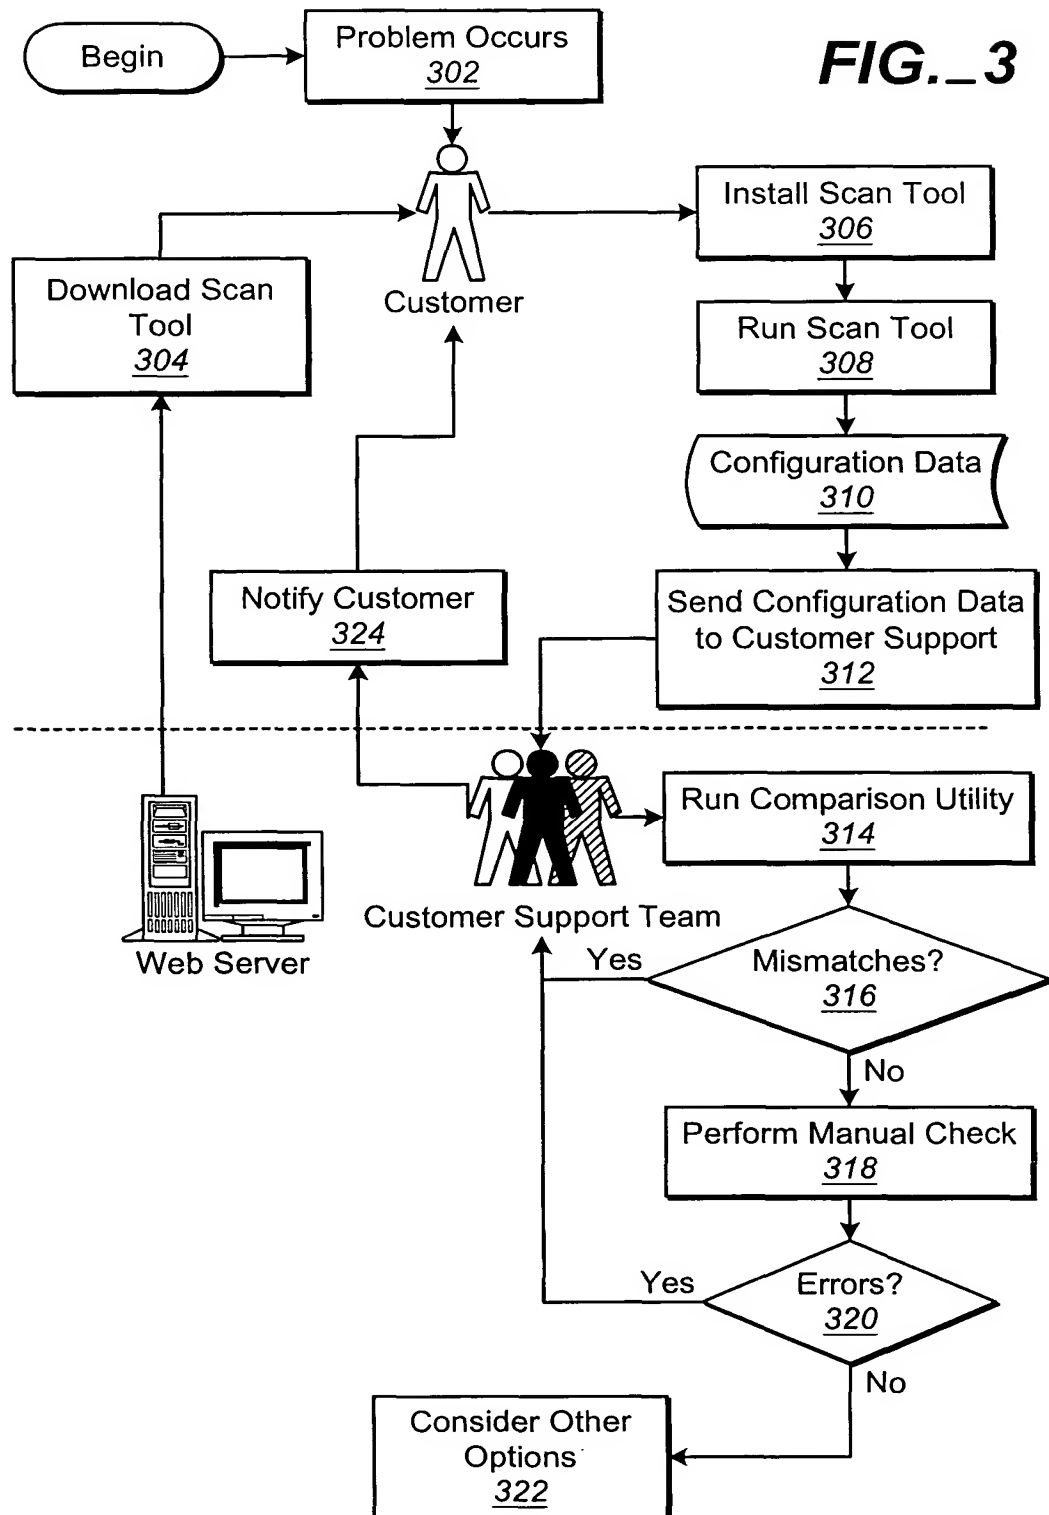 Begin
Problem Occurs
302
FIG._3
Install Scan Tool
306
Download Scan
Tool
304
Customer
Run Scan Tool
308
Configuration Data
310
Notify Customer
324
Send Configuration Data
to Customer Support
312
Run Comparison Utility
314
Customer Support Team
Web Server
Yes
Mismatches?
316
No
Perform Manual Check
318
Yes
Errors?
320
No
Consider Other
Options
322